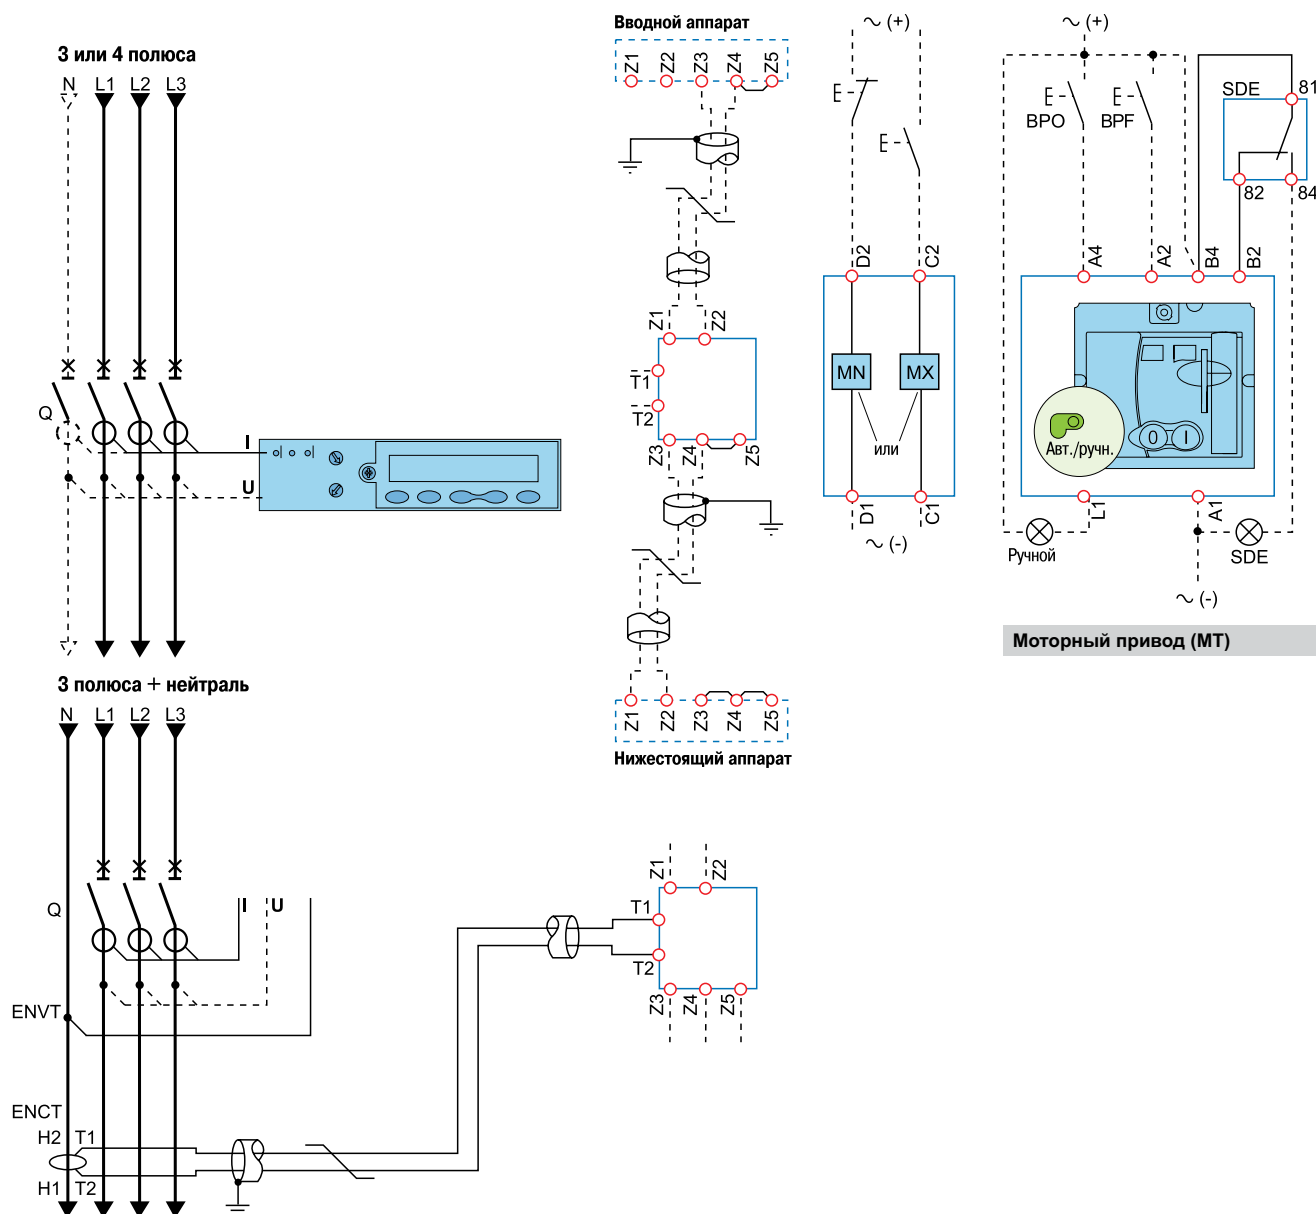 3 или 4 полюса
N L1 L2 L3
Q
I
U
Вводной аппарат
Z1 Z2 Z3 Z4 Z5
Z1 Z2
T1
T2
Z3 Z4 Z5
Z1 Z2 Z3 Z4 Z5
Нижестоящий аппарат
~ (+)
E
E
D2 C2
MN MX
или
D1 C1
~ (-)
~ (+)
E E
BPO BPF
SDE
81
82 84
A4 A2 B4 B2
0 I
Авт./ручн.
L1 A1
Ручной
SDE
~ (-)
Моторный привод (МТ)
3 полюса + нейтраль
N L1 L2 L3
Q
I U
ENVT
ENCT
H2 T1
H1 T2
Z1 Z2
T1
T2
Z3 Z4 Z5